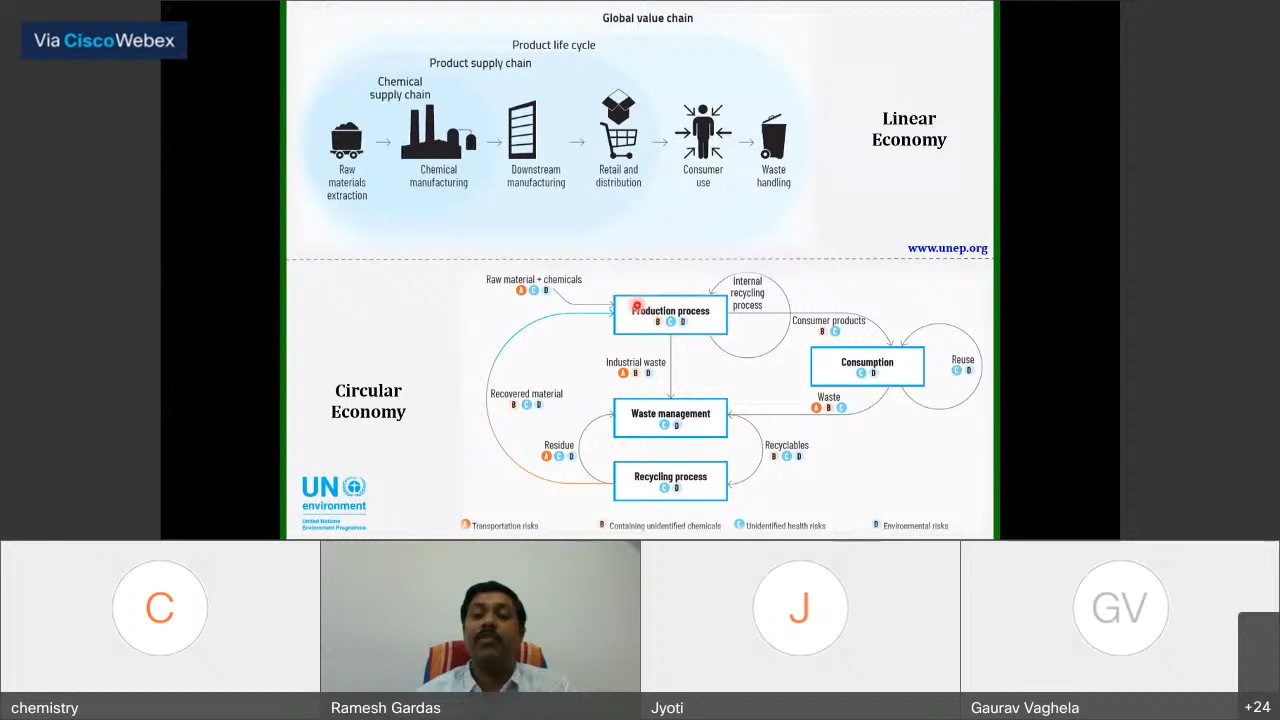 Via CiscoWebex
Global value chain
Product life cycle
Product supply chain
Chemical
supply chain
Raw
materials
extraction
Chemical
manufacturing
Downstream
manufacturing
Retail and
distribution
Consumer
use
Waste
handling
Linear
Economy
www.unep.org
Raw material + chemicals
A C D
Production process
B C D
Internal
recycling
process
Consumer products
B C
Industrial waste
A B D
Consumption
C D
Reuse
C D
Circular
Economy
Recovered material
B C D
Waste management
C D
Waste
A B C
Residue
A C D
Recyclables
B C D
Recycling process
C D
UN
environment
United Nations
Environment Programme
A Transportation risks
B Containing unidentified chemicals
C Unidentified health risks
D Environmental risks
C
J
GV
chemistry
Ramesh Gardas
Jyoti
Gaurav Vaghela
+24